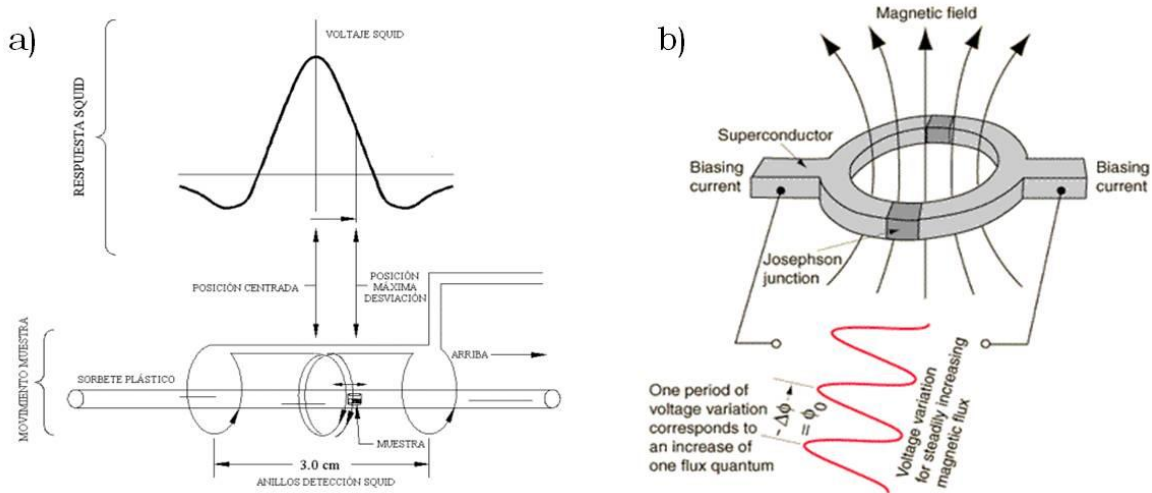 a)
VOLTAJE SQUID
RESPUESTA SQUID
POSICIÓN CENTRADA
POSICIÓN
MÁXIMA
DESVIACIÓN
MOVIMIENTO MUESTRA
SORBETE PLÁSTICO
ARRIBA
MUESTRA
3.0 cm
ANILLOS DETECCIÓN SQUID
b)
Magnetic field
Superconductor
Biasing
current
Biasing
current
Josephson
junction
One period of
voltage variation
corresponds to
an increase of
one flux quantum
-Δϕ-
= ϕ0
Voltage variation
for steadily increasing
magnetic flux